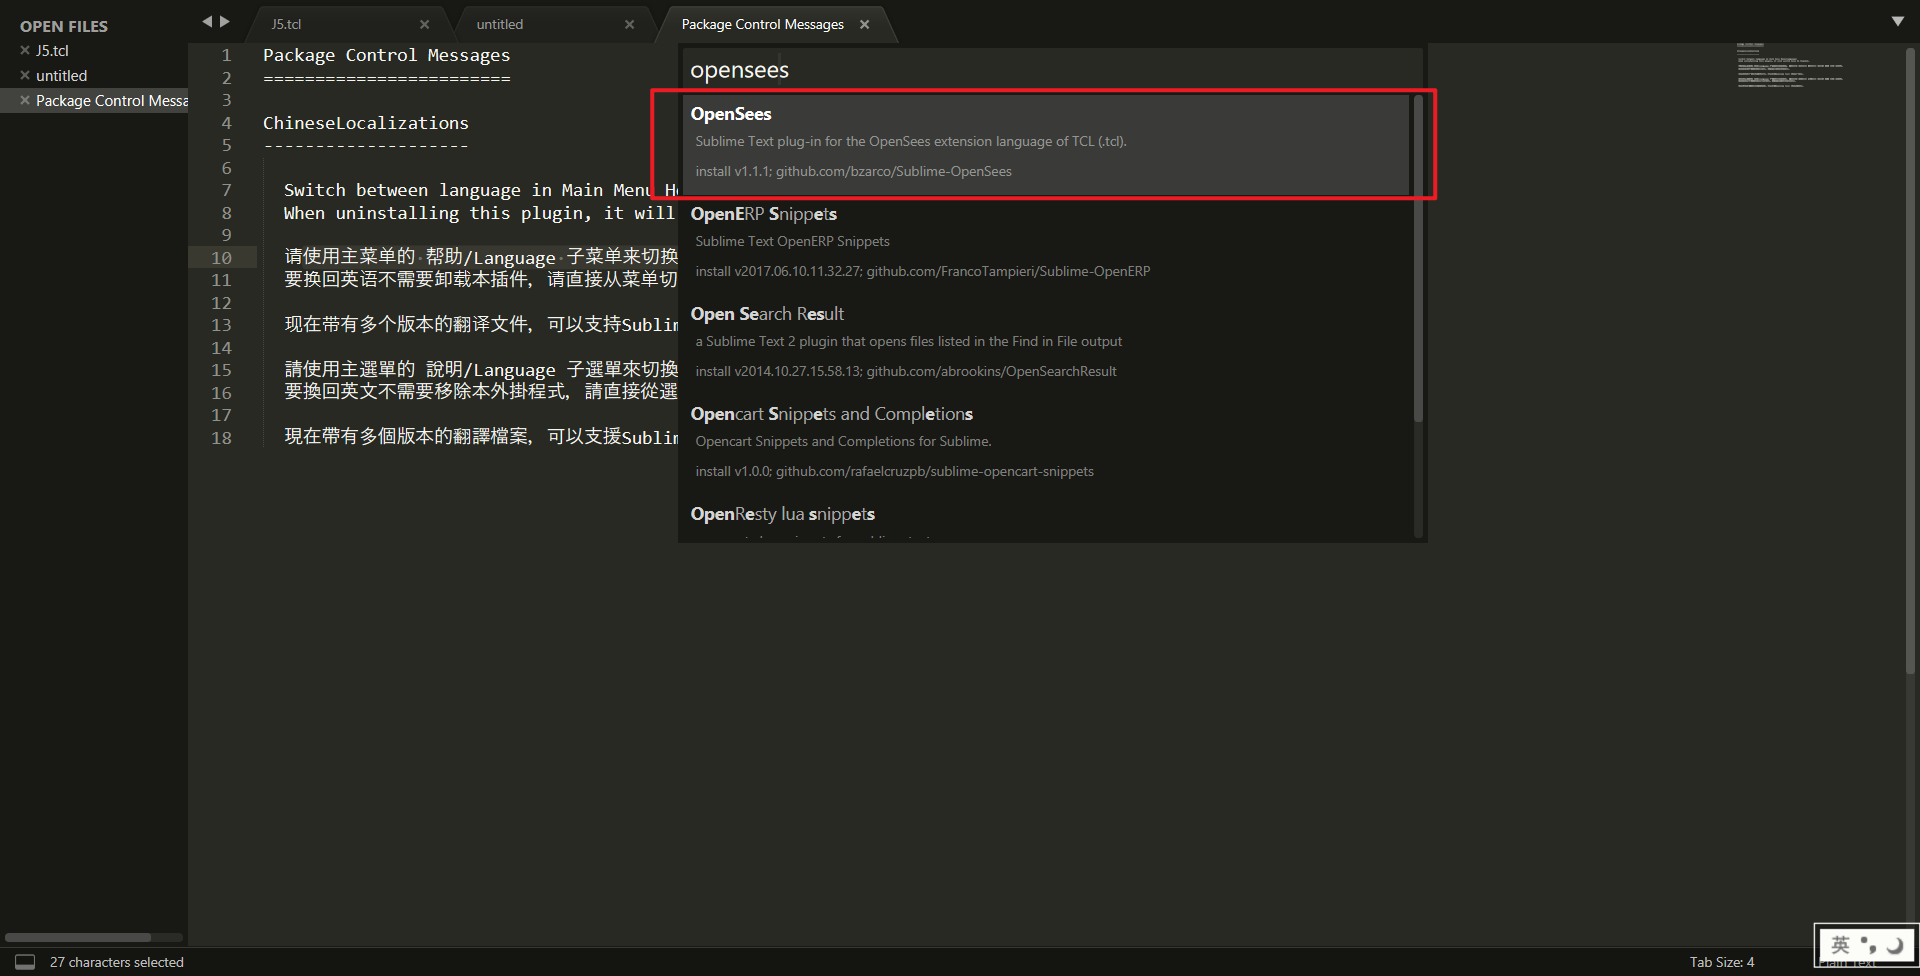 OPEN FILES
J5.tcl
untitled
Package Control Messa
J5.tcl
untitled
Package Control Messages
1 Package Control Messages
2 ========================
3
4 ChineseLocalizations
5 --------------------
6
7 Switch between language in Main Menu H
8 When uninstalling this plugin, it will
9
10 请使用主菜单的 帮助/Language 子菜单来切换
11 要换回英语不需要卸载本插件，请直接从菜单切
12
13 现在带有多个版本的翻译文件，可以支持Sublim
14
15 請使用主選單的 說明/Language 子選單來切換
16 要換回英文不需要移除本外掛程式，請直接從選
17
18 現在帶有多個版本的翻譯檔案，可以支援Sublim
opensees
OpenSees
Sublime Text plug-in for the OpenSees extension language of TCL (.tcl).
install v1.1.1; github.com/bzarco/Sublime-OpenSees
OpenERP Snippets
Sublime Text OpenERP Snippets
install v2017.06.10.11.32.27; github.com/FrancoTampieri/Sublime-OpenERP
Open Search Result
a Sublime Text 2 plugin that opens files listed in the Find in File output
install v2014.10.27.15.58.13; github.com/abrookins/OpenSearchResult
Opencart Snippets and Completions
Opencart Snippets and Completions for Sublime.
install v1.0.0; github.com/rafaelcruzpb/sublime-opencart-snippets
OpenResty lua snippets
英
27 characters selected
Tab Size: 4
Plain Text